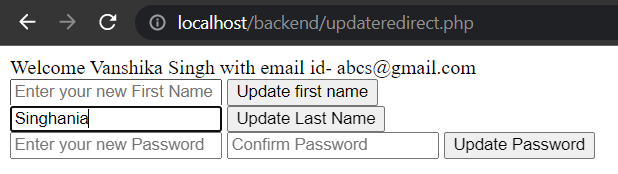 localhost/backend/updateredirect.php
Welcome Vanshika Singh with email id- abcs@gmail.com
Enter your new First Name Update first name
Singhania Update Last Name
Enter your new Password Confirm Password Update Password